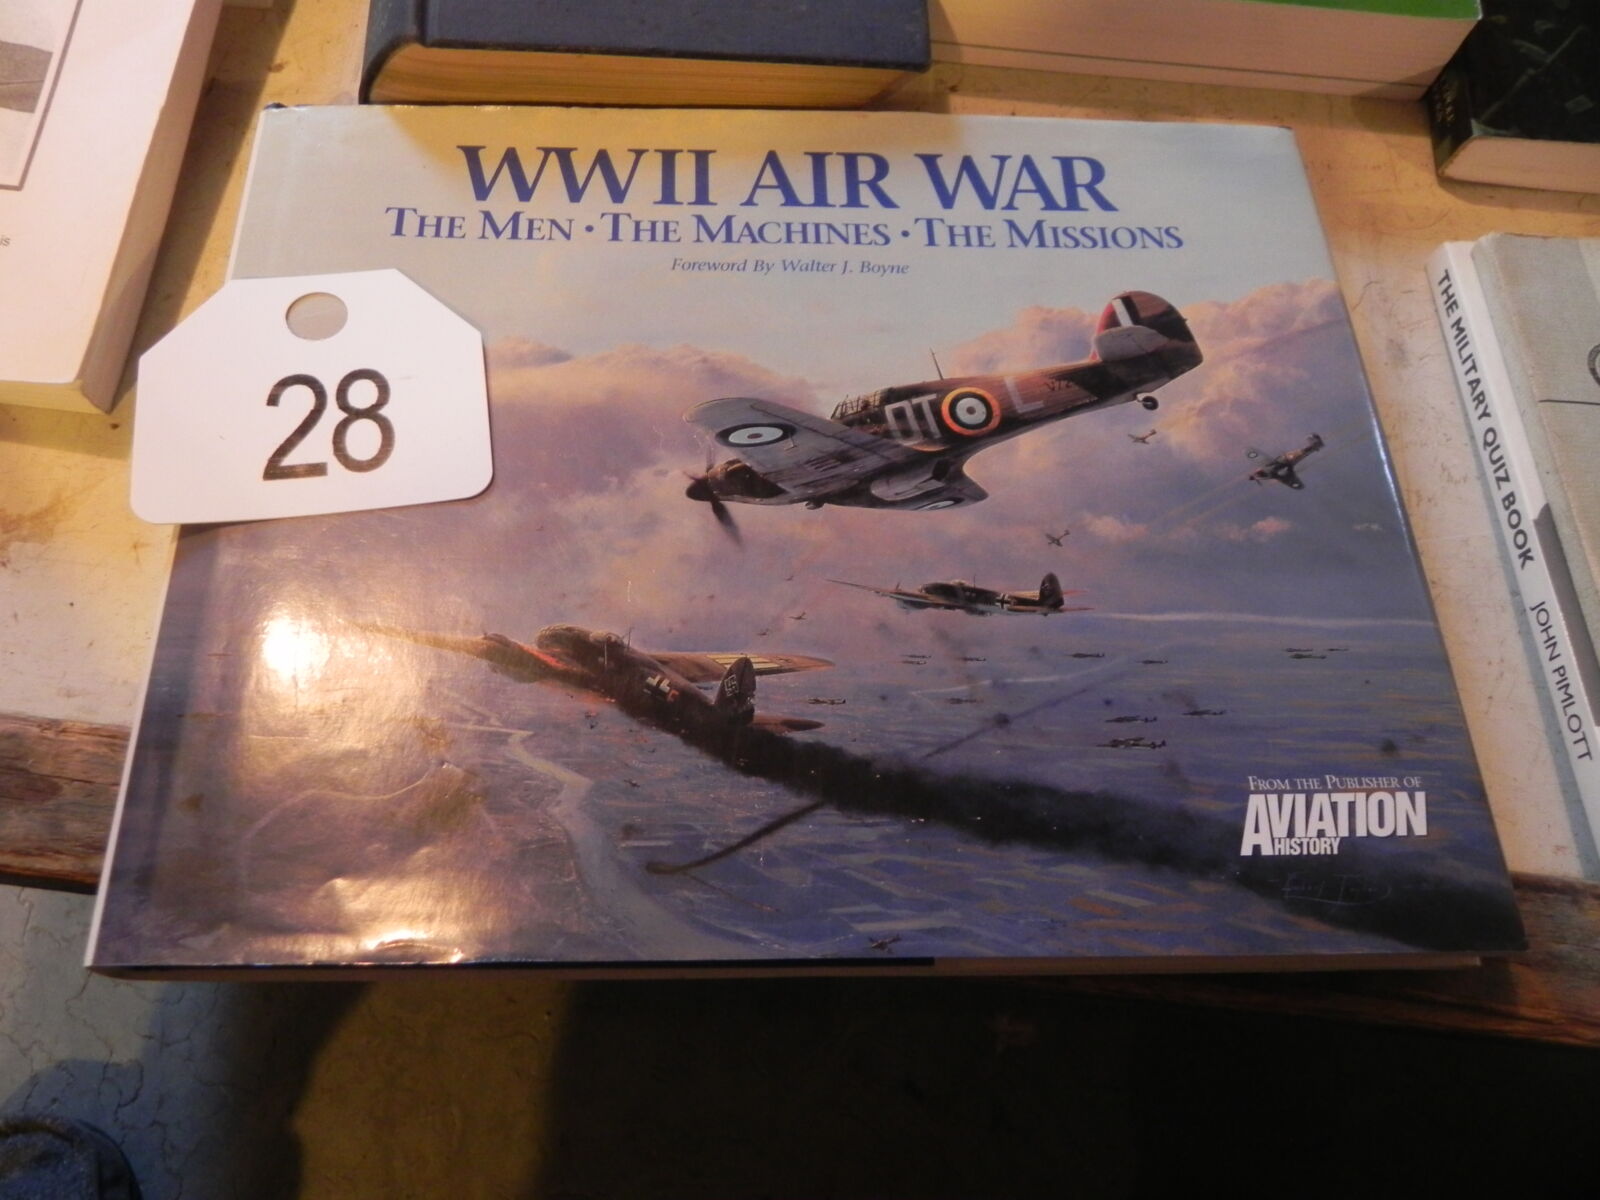 WWII AIR WAR
THE MEN • THE MACHINES • THE MISSIONS
Foreword By Walter J. Boyne
28
DT L
FROM THE PUBLISHER OF
AVIATION
HISTORY
THE MILITARY QUIZ BOOK JOHN PIMLOTT
is